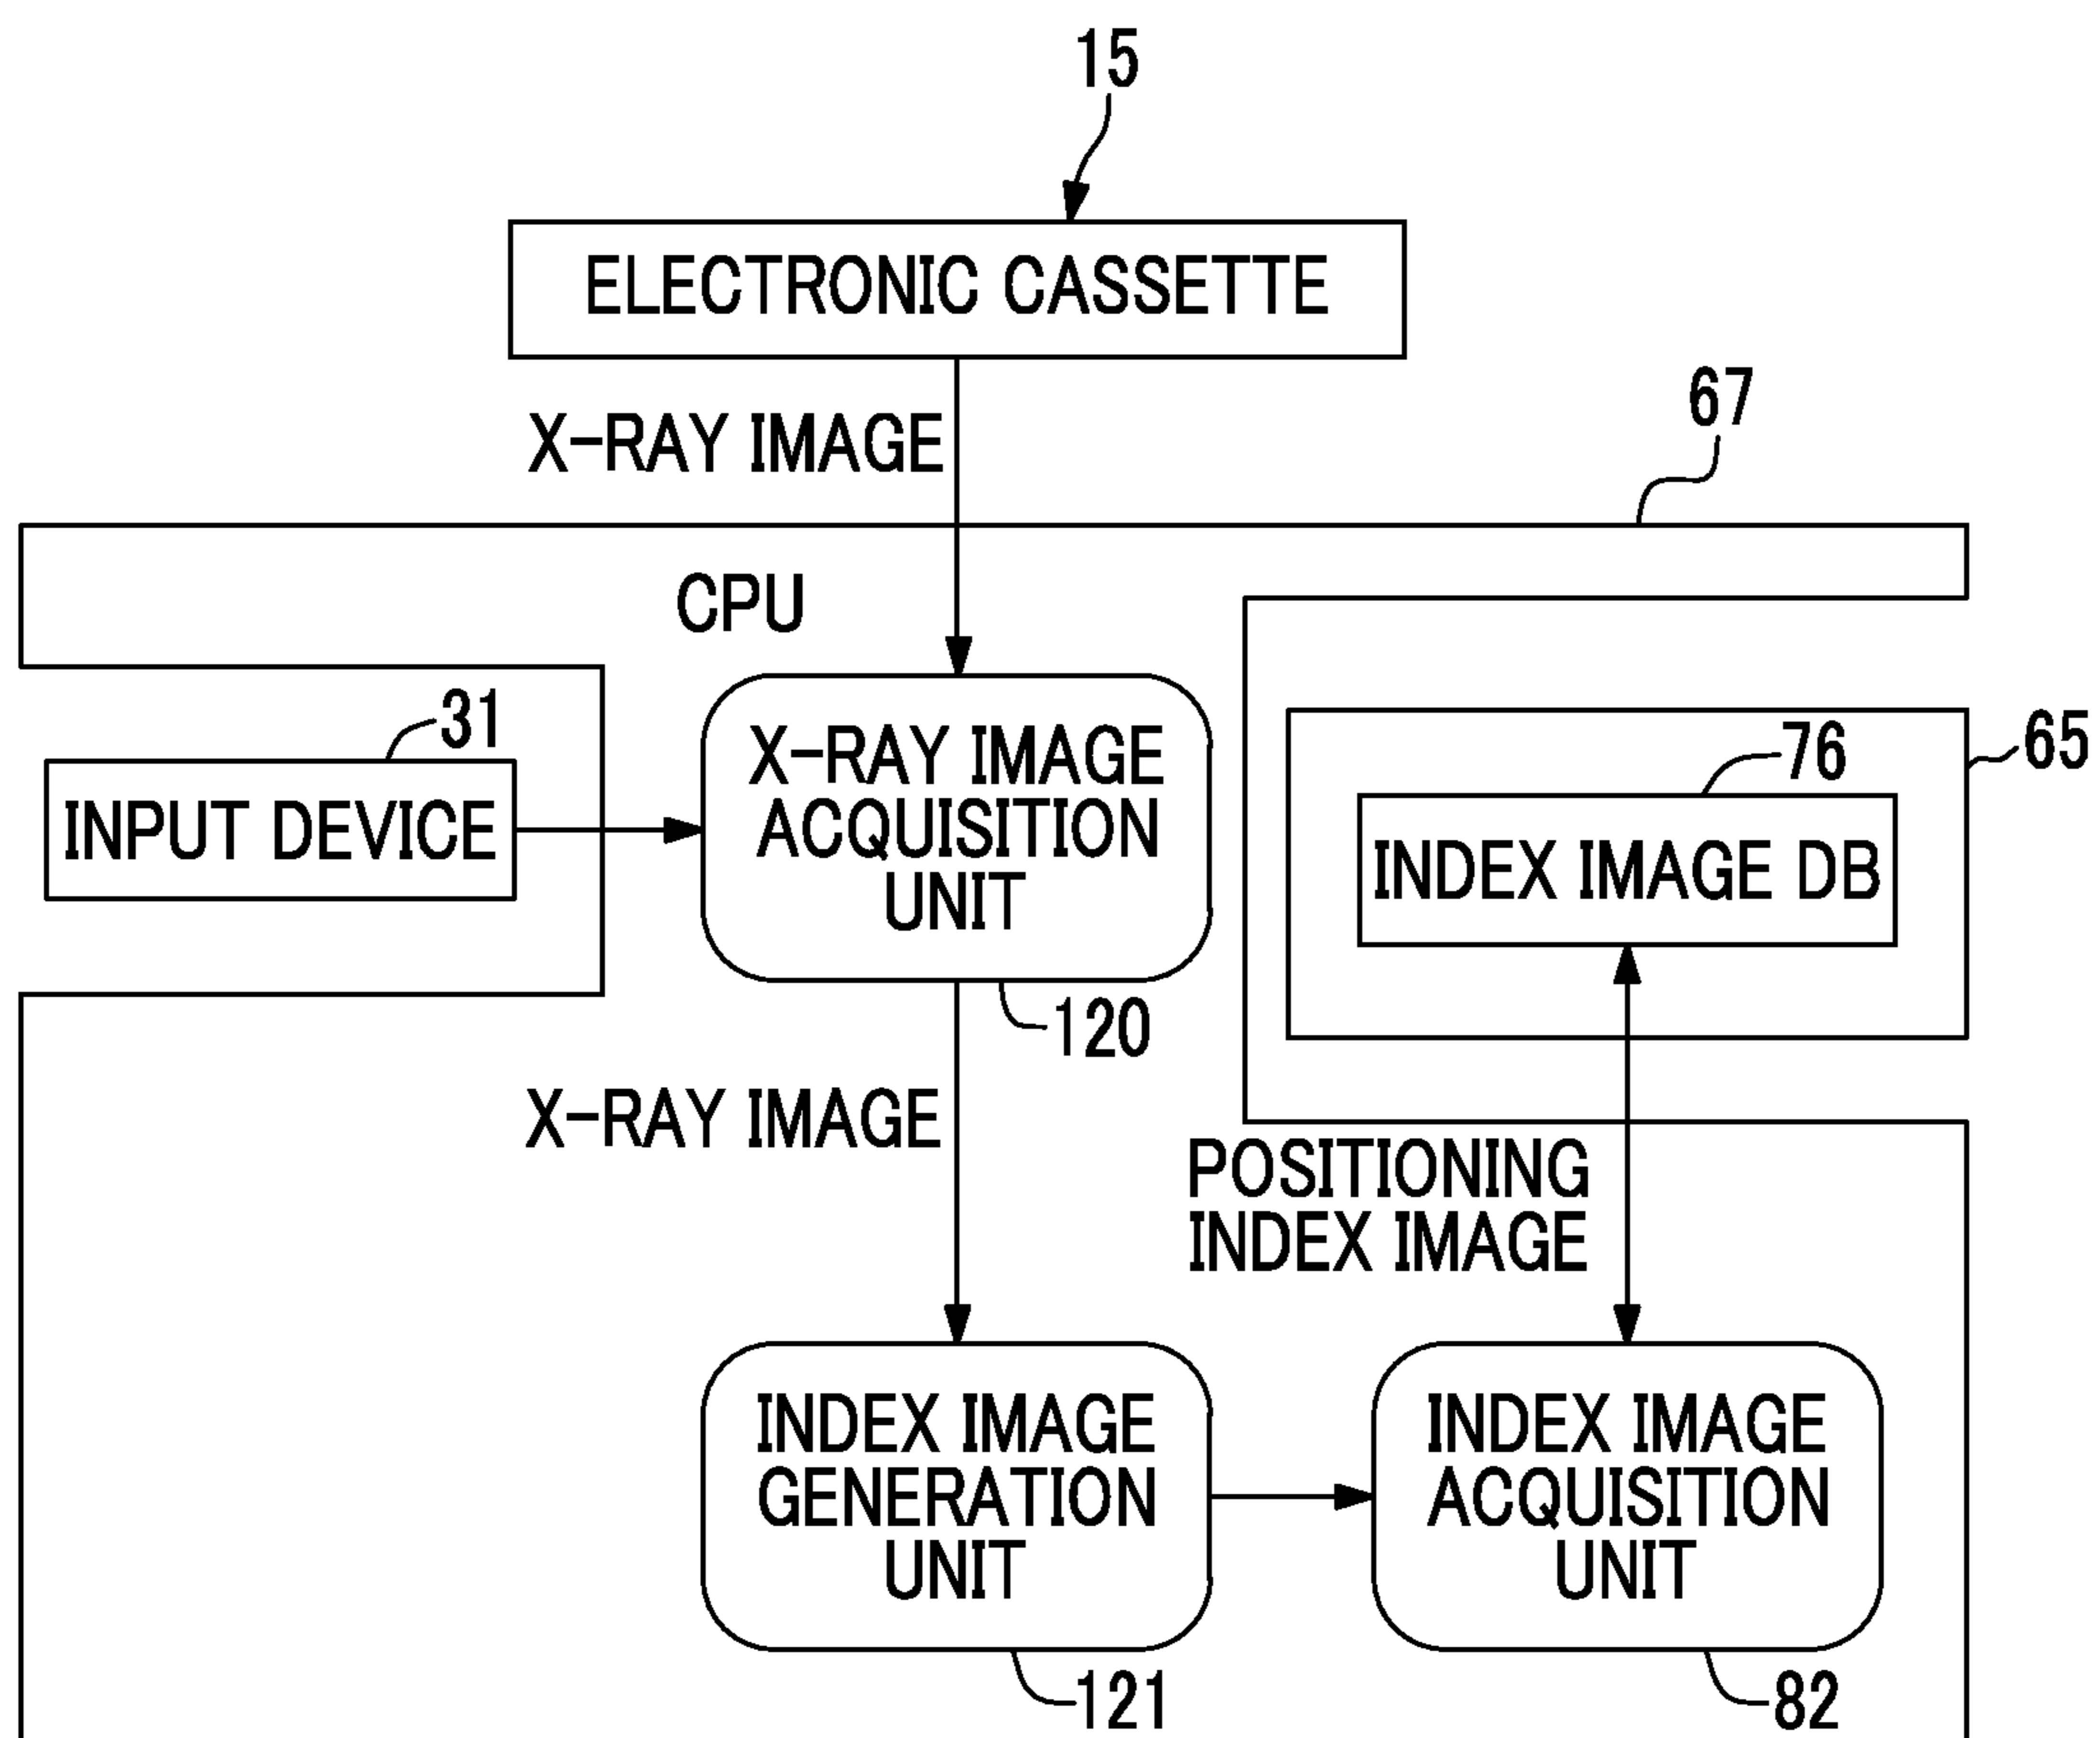 15
ELECTRONIC CASSETTE
X-RAY IMAGE
67
CPU
31
INPUT DEVICE
X-RAY IMAGE
ACQUISITION
UNIT
120
65
76
INDEX IMAGE DB
X-RAY IMAGE
POSITIONING
INDEX IMAGE
INDEX IMAGE
GENERATION
UNIT
121
INDEX IMAGE
ACQUISITION
UNIT
82